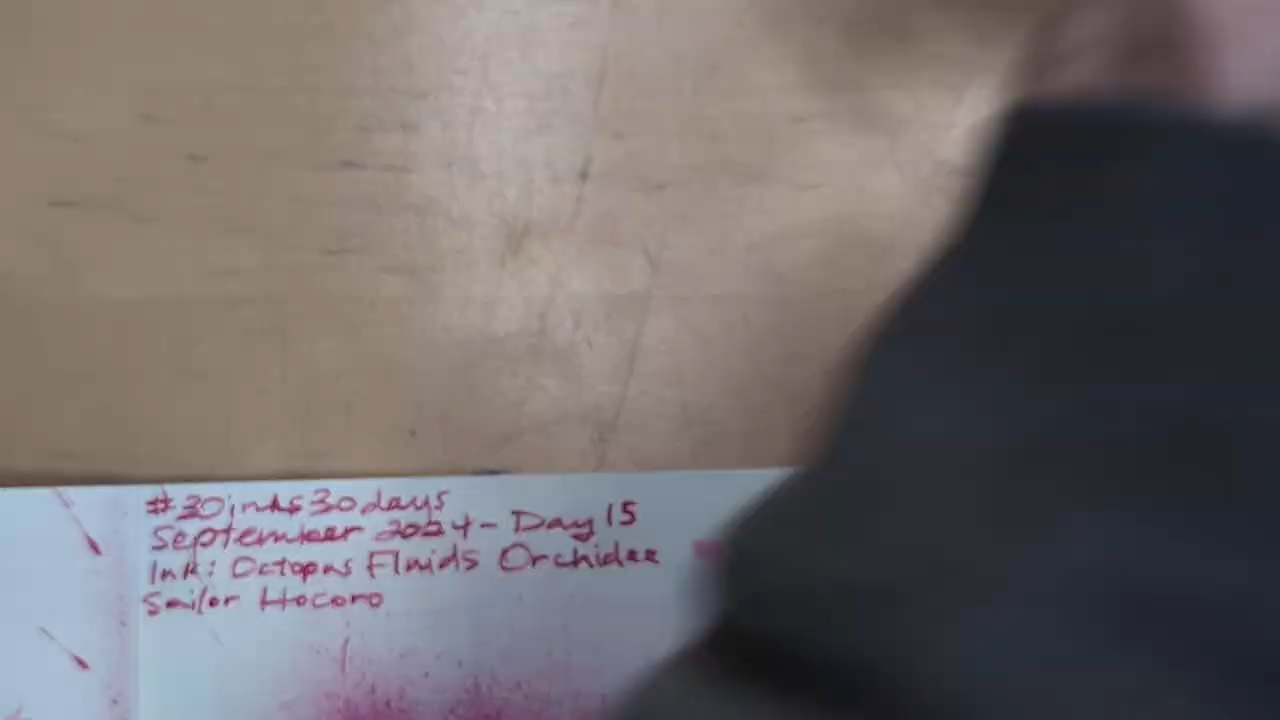 #30inks30days
September 2024 - Day 15
Ink: Octopus Fluids Orchidee
Sailor Hocoro